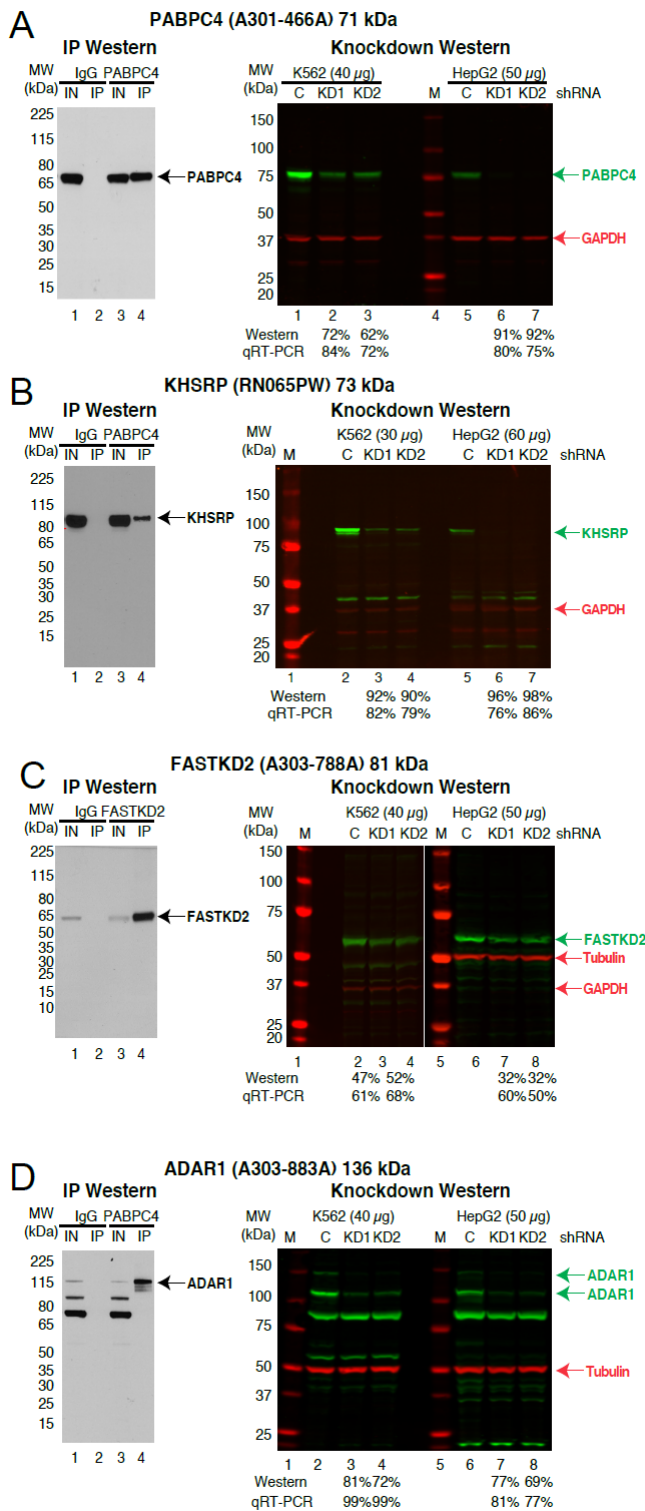 A
PABPC4 (A301-466A) 71 kDa
IP Western
Knockdown Western
MW (kDa)
IgG PABPC4
IN IP IN IP
225
115
80
65
50
35
30
25
15
PABPC4
1 2 3 4
MW (kDa)
K562 (40 µg)
HepG2 (50 µg)
C KD1 KD2 M C KD1 KD2 shRNA
150
100
75
50
37
25
20
PABPC4
GAPDH
1 2 3 4 5 6 7
Western 72% 62% 91% 92%
qRT-PCR 84% 72% 80% 75%
B
KHSRP (RN065PW) 73 kDa
IP Western
Knockdown Western
MW (kDa)
IgG PABPC4
IN IP IN IP
225
115
80
65
50
35
30
25
15
KHSRP
1 2 3 4
MW (kDa)
K562 (30 µg) HepG2 (60 µg)
M C KD1 KD2 C KD1 KD2 shRNA
150
100
75
50
37
25
20
KHSRP
GAPDH
1 2 3 4 5 6 7
Western 92% 90% 96% 98%
qRT-PCR 82% 79% 76% 86%
C
FASTKD2 (A303-788A) 81 kDa
IP Western
Knockdown Western
MW (kDa)
IgG FASTKD2
IN IP IN IP
225
115
80
65
50
35
30
25
15
10
FASTKD2
1 2 3 4
MW (kDa)
K562 (40 µg) HepG2 (50 µg)
M C KD1 KD2 M C KD1 KD2 shRNA
150
100
75
50
37
25
20
FASTKD2
Tubulin
GAPDH
1 2 3 4 5 6 7 8
Western 47% 52% 32% 32%
qRT-PCR 61% 68% 60% 50%
D
ADAR1 (A303-883A) 136 kDa
IP Western
Knockdown Western
MW (kDa)
IgG PABPC4
IN IP IN IP
225
115
80
65
50
35
30
25
15
ADAR1
1 2 3 4
MW (kDa)
K562 (40 µg) HepG2 (50 µg)
M C KD1 KD2 M C KD1 KD2 shRNA
150
100
75
50
37
25
ADAR1
ADAR1
Tubulin
1 2 3 4 5 6 7 8
Western 81% 72% 77% 69%
qRT-PCR 99% 99% 81% 77%